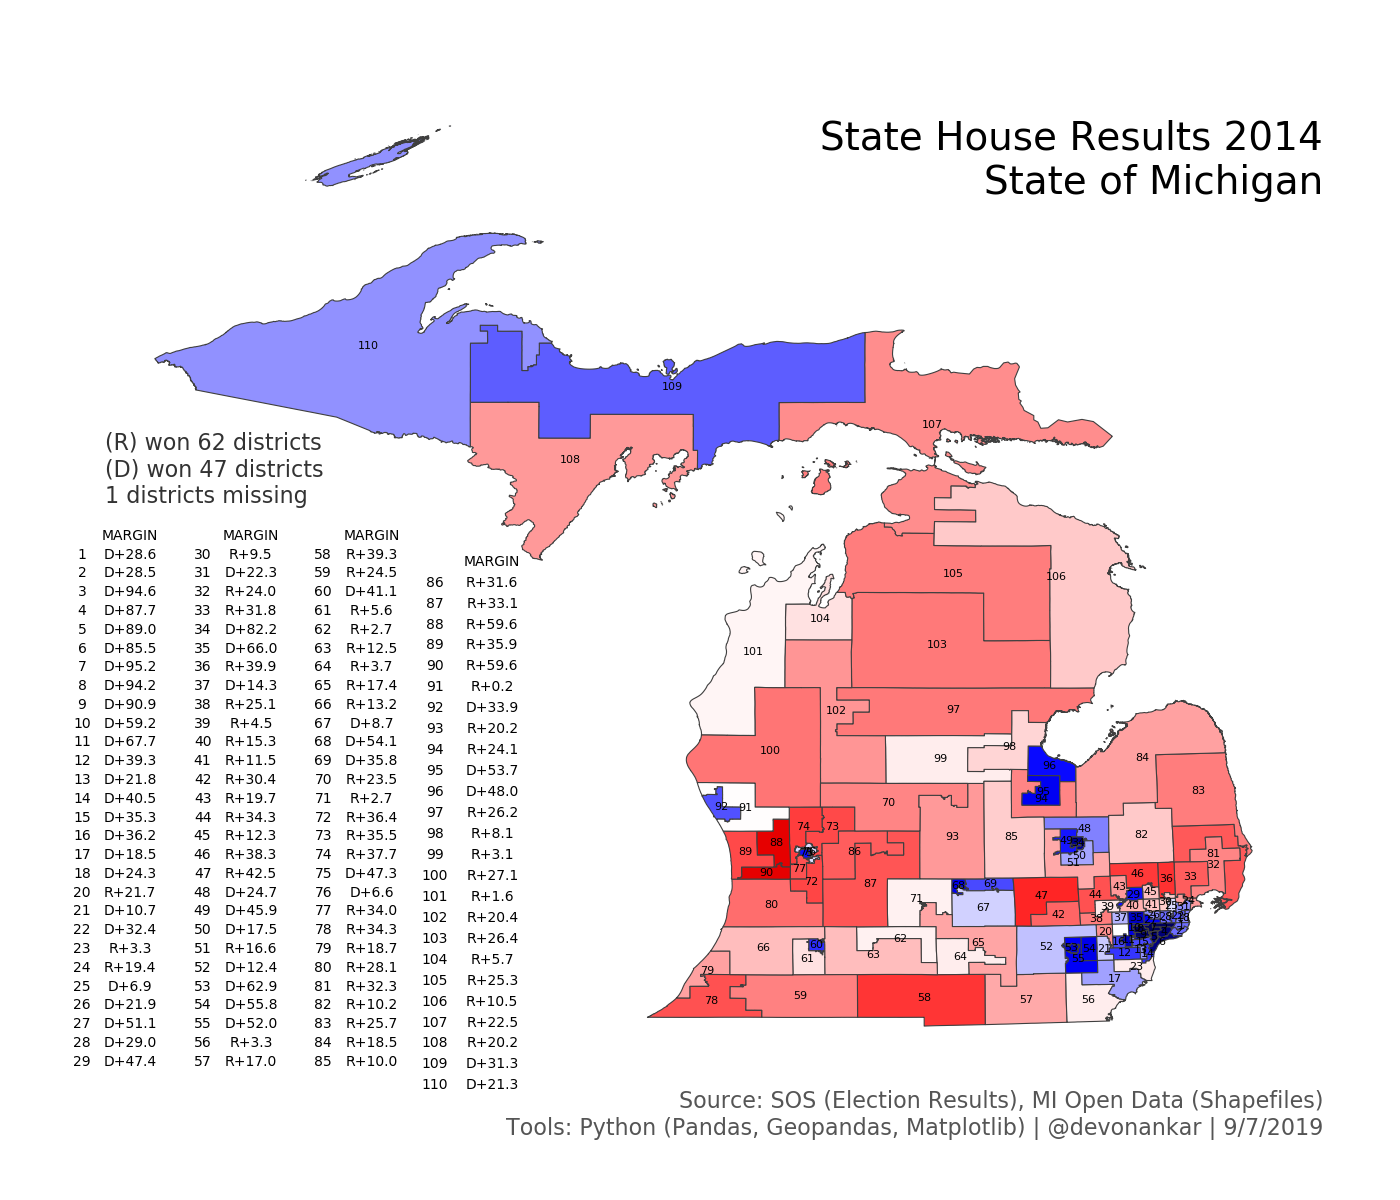 State House Results 2014
State of Michigan
(R) won 62 districts
(D) won 47 districts
1 districts missing
MARGIN
1 D+28.6
2 D+28.5
3 D+94.6
4 D+87.7
5 D+89.0
6 D+85.5
7 D+95.2
8 D+94.2
9 D+90.9
10 D+59.2
11 D+67.7
12 D+39.3
13 D+21.8
14 D+40.5
15 D+35.3
16 D+36.2
17 D+18.5
18 D+24.3
20 R+21.7
21 D+10.7
22 D+32.4
23 R+3.3
24 R+19.4
25 D+6.9
26 D+21.9
27 D+51.1
28 D+29.0
29 D+47.4
MARGIN
30 R+9.5
31 D+22.3
32 R+24.0
33 R+31.8
34 D+82.2
35 D+66.0
36 R+39.9
37 D+14.3
38 R+25.1
39 R+4.5
40 R+15.3
41 R+11.5
42 R+30.4
43 R+19.7
44 R+34.3
45 R+12.3
46 R+38.3
47 R+42.5
48 D+24.7
49 D+45.9
50 D+17.5
51 R+16.6
52 D+12.4
53 D+62.9
54 D+55.8
55 D+52.0
56 R+3.3
57 R+17.0
MARGIN
58 R+39.3
59 R+24.5
60 D+41.1
61 R+5.6
62 R+2.7
63 R+12.5
64 R+3.7
65 R+17.4
66 R+13.2
67 D+8.7
68 D+54.1
69 D+35.8
70 R+23.5
71 R+2.7
72 R+36.4
73 R+35.5
74 R+37.7
75 D+47.3
76 D+6.6
77 R+34.0
78 R+34.3
79 R+18.7
80 R+28.1
81 R+32.3
82 R+10.2
83 R+25.7
84 R+18.5
85 R+10.0
MARGIN
86 R+31.6
87 R+33.1
88 R+59.6
89 R+35.9
90 R+59.6
91 R+0.2
92 D+33.9
93 R+20.2
94 R+24.1
95 D+53.7
96 D+48.0
97 R+26.2
98 R+8.1
99 R+3.1
100 R+27.1
101 R+1.6
102 R+20.4
103 R+26.4
104 R+5.7
105 R+25.3
106 R+10.5
107 R+22.5
108 R+20.2
109 D+31.3
110 D+21.3
110
109
107
108
105
106
104
103
101
102
97
100
98
99
96
84
83
70
92
91
74
73
93
85
48
82
88
89
86
49
50
51
81
32
90
77
72
87
69
47
46
36
33
80
71
67
42
44
43
45
39
40
41
38
37
20
66
60
61
62
63
65
64
52
21
12
79
78
59
58
57
56
17
23
Source: SOS (Election Results), MI Open Data (Shapefiles)
Tools: Python (Pandas, Geopandas, Matplotlib) | @devonankar | 9/7/2019